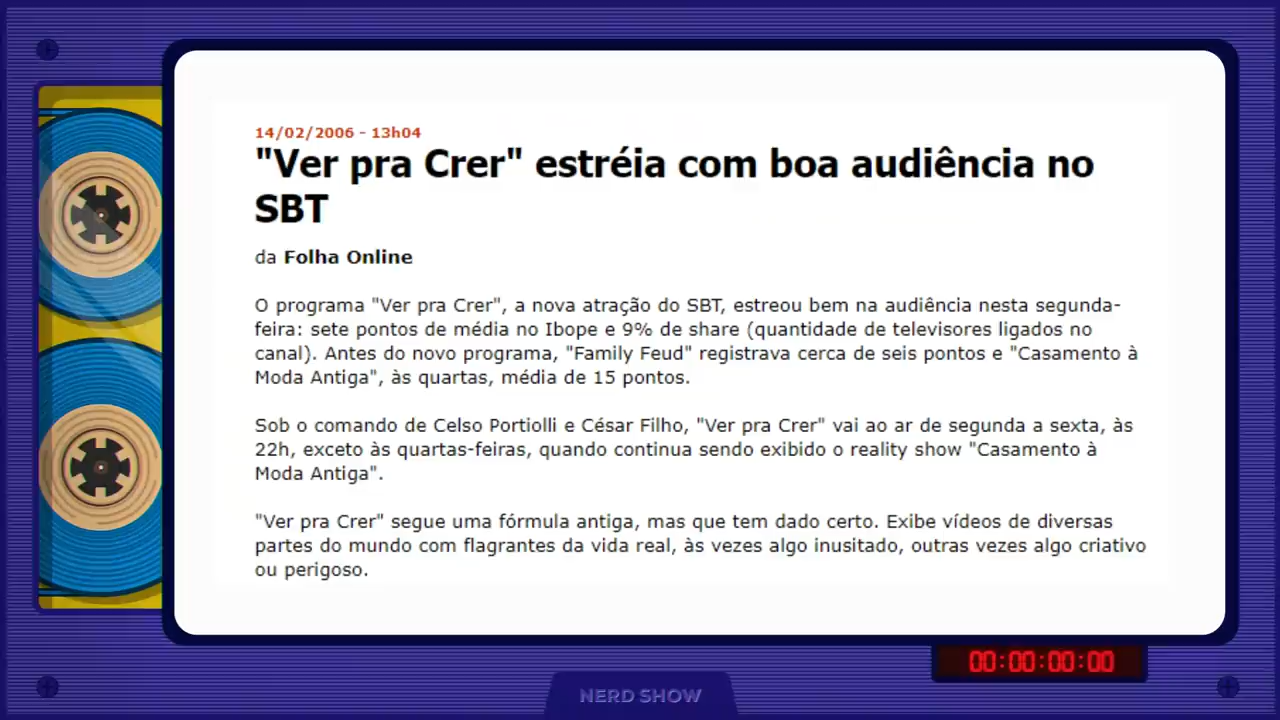 14/02/2006 - 13h04
"Ver pra Crer" estréia com boa audiência no
SBT
da Folha Online
O programa "Ver pra Crer", a nova atração do SBT, estreou bem na audiência nesta segunda-
feira: sete pontos de média no Ibope e 9% de share (quantidade de televisores ligados no
canal). Antes do novo programa, "Family Feud" registrava cerca de seis pontos e "Casamento à
Moda Antiga", às quartas, média de 15 pontos.
Sob o comando de Celso Portiolli e César Filho, "Ver pra Crer" vai ao ar de segunda a sexta, às
22h, exceto às quartas-feiras, quando continua sendo exibido o reality show "Casamento à
Moda Antiga".
"Ver pra Crer" segue uma fórmula antiga, mas que tem dado certo. Exibe vídeos de diversas
partes do mundo com flagrantes da vida real, às vezes algo inusitado, outras vezes algo criativo
ou perigoso.
00:00:00:00
NERD SHOW